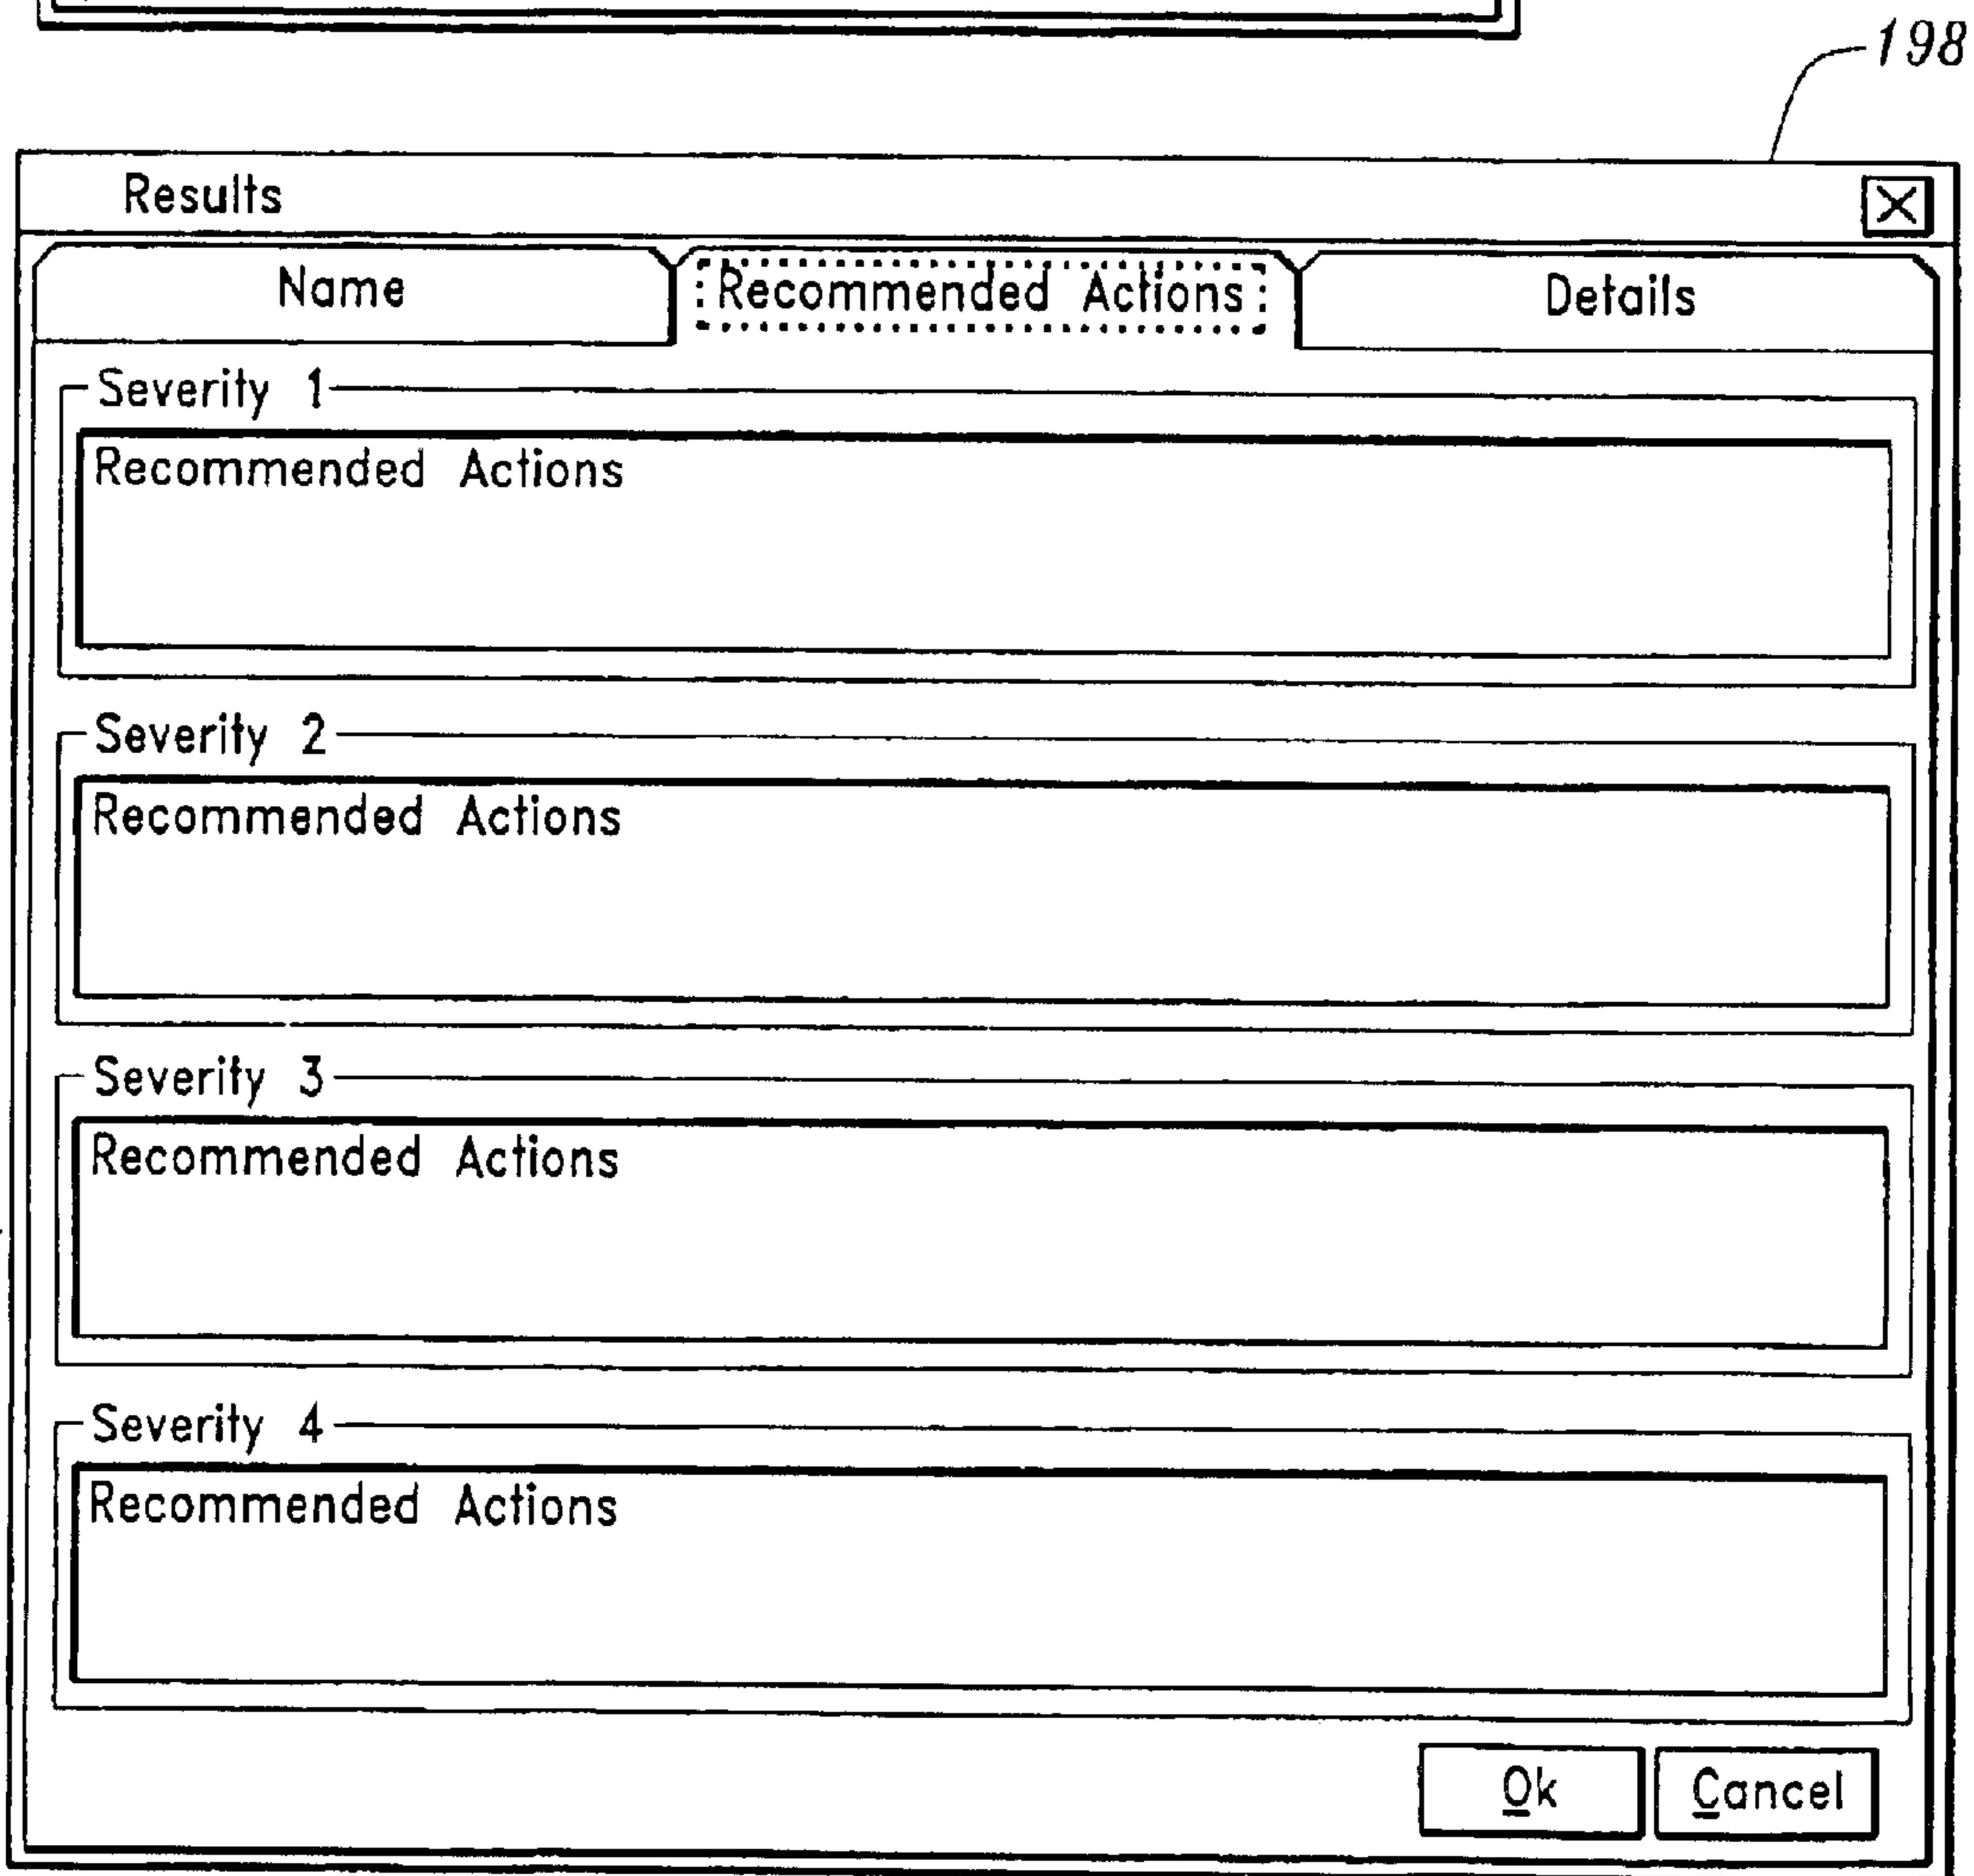 198
Results
Name Recommended Actions Details
Severity 1
Recommended Actions
Severity 2
Recommended Actions
Severity 3
Recommended Actions
Severity 4
Recommended Actions
Ok Cancel